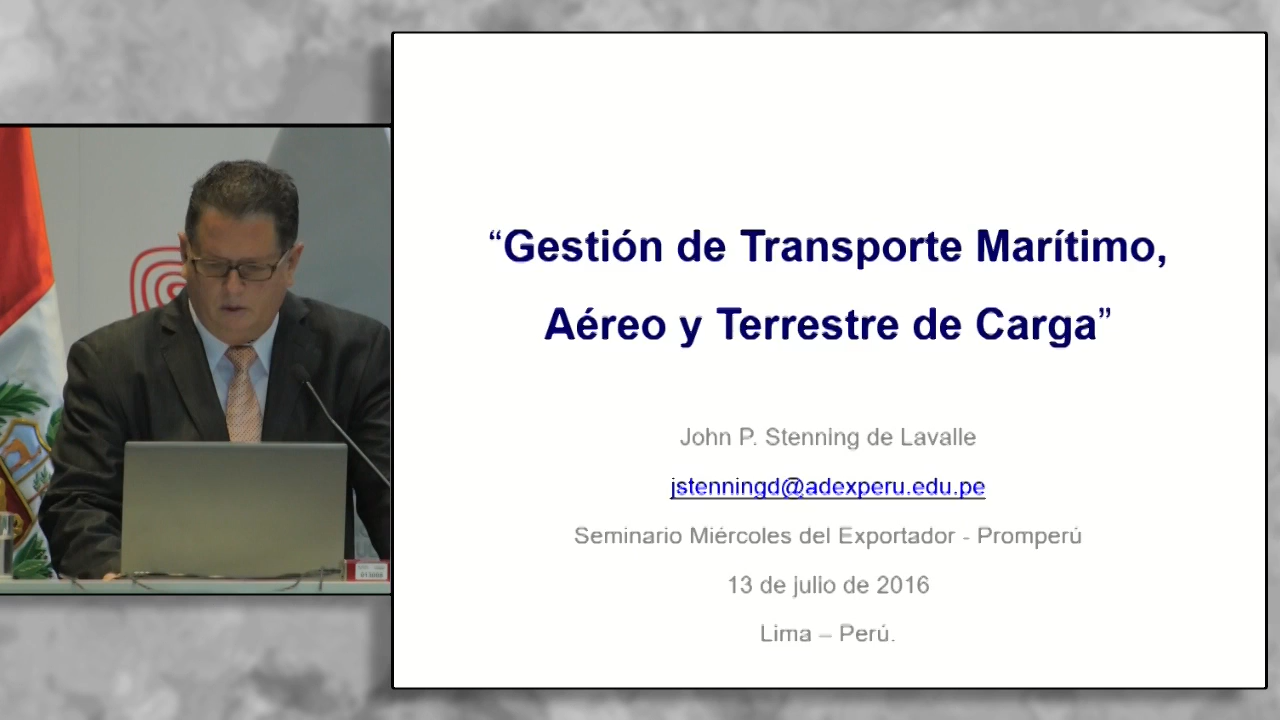 “Gestión de Transporte Marítimo,
Aéreo y Terrestre de Carga”
John P. Stenning de Lavalle
jstenningd@adexperu.edu.pe
Seminario Miércoles del Exportador - Promperú
13 de julio de 2016
Lima – Perú.